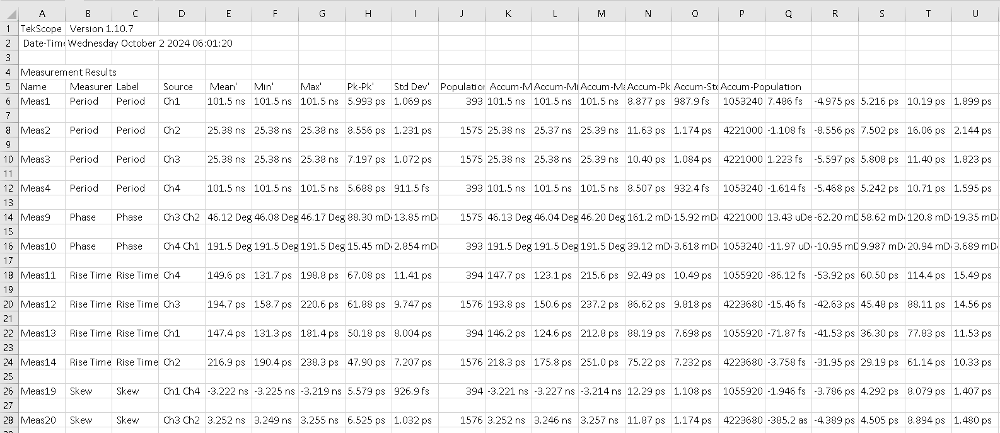 A B C D E F G H I J K L M N O P Q R S T U
1 TekScope Version 1.10.7
2 Date-Time Wednesday October 2 2024 06:01:20
3
4 Measurement Results
5 Name Measurer Label Source Mean' Min' Max' Pk-Pk' Std Dev' Population Accum-M Accum-Mi Accum-Ma Accum-Pk Accum-Std Accum-Population
6 Meas1 Period Period Ch1 101.5 ns 101.5 ns 101.5 ns 5.993 ps 1.069 ps 393 101.5 ns 101.5 ns 101.5 ns 8.877 ps 987.9 fs 1053240 7.486 fs -4.975 ps 5.216 ps 10.19 ps 1.899 ps
7
8 Meas2 Period Period Ch2 25.38 ns 25.38 ns 25.38 ns 8.556 ps 1.231 ps 1575 25.38 ns 25.37 ns 25.39 ns 11.63 ps 1.174 ps 4221000 -1.108 fs -8.556 ps 7.502 ps 16.06 ps 2.144 ps
9
10 Meas3 Period Period Ch3 25.38 ns 25.38 ns 25.38 ns 7.197 ps 1.072 ps 1575 25.38 ns 25.38 ns 25.39 ns 10.40 ps 1.084 ps 4221000 1.223 fs -5.597 ps 5.808 ps 11.40 ps 1.823 ps
11
12 Meas4 Period Period Ch4 101.5 ns 101.5 ns 101.5 ns 5.688 ps 911.5 fs 393 101.5 ns 101.5 ns 101.5 ns 8.507 ps 932.4 fs 1053240 -1.614 fs -5.468 ps 5.242 ps 10.71 ps 1.595 ps
13
14 Meas9 Phase Phase Ch3 Ch2 46.12 Deg 46.08 Deg 46.17 Deg 88.30 mDe 13.85 mDe 1575 46.13 Deg 46.04 Deg 46.20 Deg 161.2 mDe 15.92 mDe 4221000 13.43 uDe -62.20 mD 58.62 mDe 120.8 mDe 19.35 mDe
15
16 Meas10 Phase Phase Ch4 Ch1 191.5 Deg 191.5 Deg 191.5 Deg 15.45 mDe 2.854 mDe 393 191.5 Deg 191.5 Deg 191.5 Deg 39.12 mDe 3.618 mDe 1053240 -11.97 uDe -10.95 mD 9.987 mDe 20.94 mDe 3.689 mDe
17
18 Meas11 Rise Time Rise Time Ch4 149.6 ps 131.7 ps 198.8 ps 67.08 ps 11.41 ps 394 147.7 ps 123.1 ps 215.6 ps 92.49 ps 10.49 ps 1055920 -86.12 fs -53.92 ps 60.50 ps 114.4 ps 15.49 ps
19
20 Meas12 Rise Time Rise Time Ch3 194.7 ps 158.7 ps 220.6 ps 61.88 ps 9.747 ps 1576 193.8 ps 150.6 ps 237.2 ps 86.62 ps 9.818 ps 4223680 -15.46 fs -42.63 ps 45.48 ps 88.11 ps 14.56 ps
21
22 Meas13 Rise Time Rise Time Ch1 147.4 ps 131.3 ps 181.4 ps 50.18 ps 8.004 ps 394 146.2 ps 124.6 ps 212.8 ps 88.19 ps 7.698 ps 1055920 -71.87 fs -41.53 ps 36.30 ps 77.83 ps 11.53 ps
23
24 Meas14 Rise Time Rise Time Ch2 216.9 ps 190.4 ps 238.3 ps 47.90 ps 7.207 ps 1576 218.3 ps 175.8 ps 251.0 ps 75.22 ps 7.232 ps 4223680 -3.758 fs -31.95 ps 29.19 ps 61.14 ps 10.33 ps
25
26 Meas19 Skew Skew Ch1 Ch4 -3.222 ns -3.225 ns -3.219 ns 5.579 ps 926.9 fs 394 -3.221 ns -3.227 ns -3.214 ns 12.29 ps 1.108 ps 1055920 -1.946 fs -3.786 ps 4.292 ps 8.079 ps 1.407 ps
27
28 Meas20 Skew Skew Ch3 Ch2 3.252 ns 3.249 ns 3.255 ns 6.525 ps 1.032 ps 1576 3.252 ns 3.246 ns 3.257 ns 11.87 ps 1.174 ps 4223680 -385.2 as -4.389 ps 4.505 ps 8.894 ps 1.480 ps